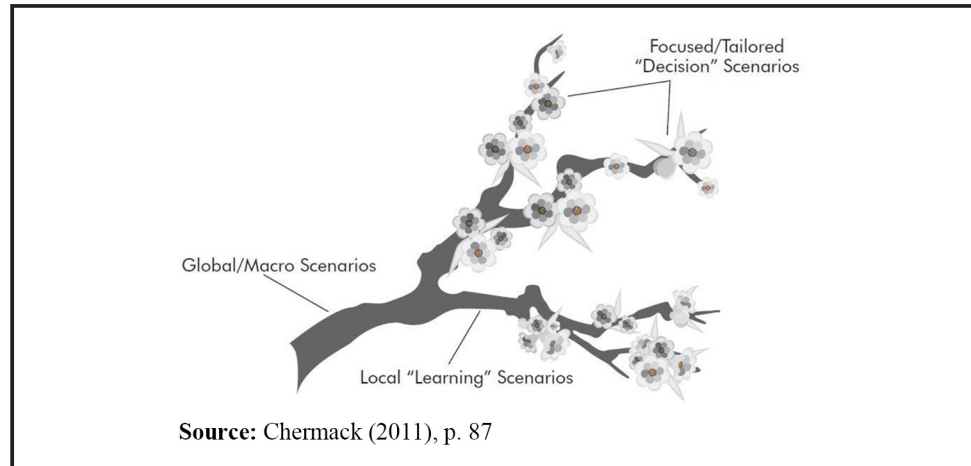 Focused/Tailored
“Decision” Scenarios
Global/Macro Scenarios
Local “Learning” Scenarios
Source: Chermack (2011), p. 87